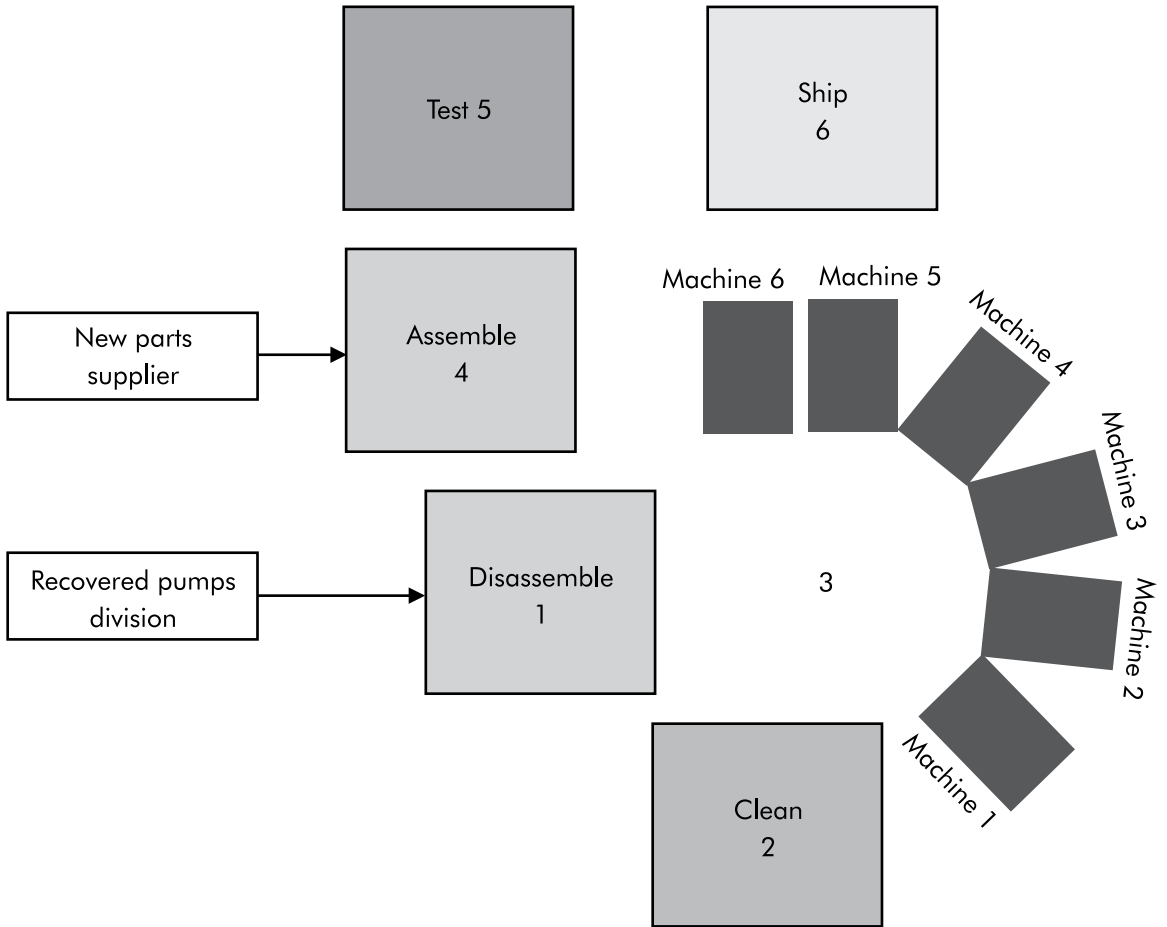 Test 5
Ship
6
Machine 6
Machine 5
Machine 4
New parts
supplier
Assemble
4
Machine 3
Recovered pumps
division
Disassemble
1
3
Machine 2
Machine 1
Clean
2